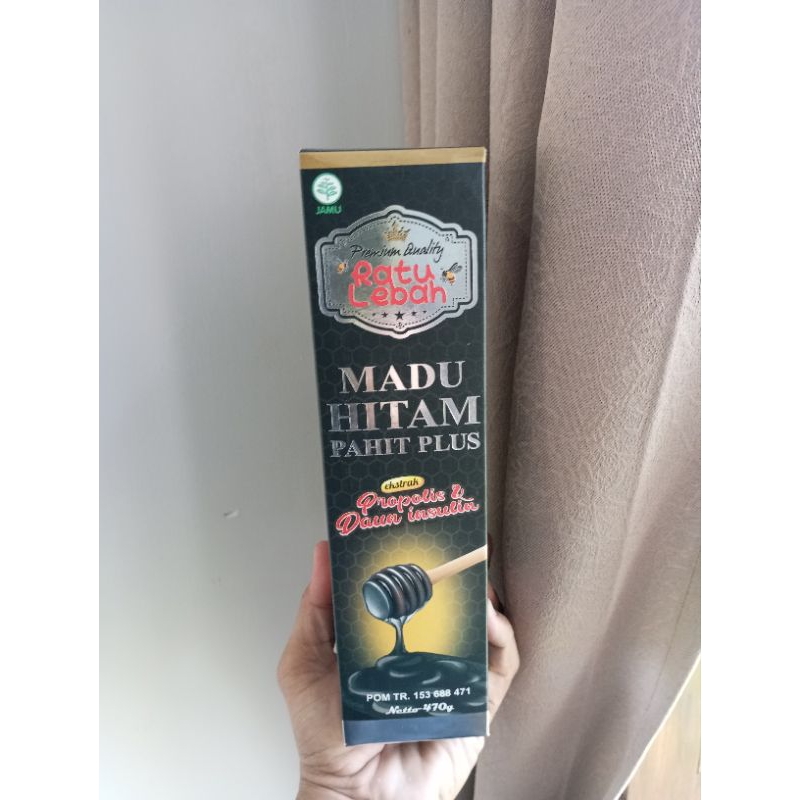 JAMU
Premium Quality
Ratu
Lebah
MADU
HITAM
PAHIT PLUS
ekstrak
Propolis &
Daun insulin
POM TR. 153 688 471
Netto 470g